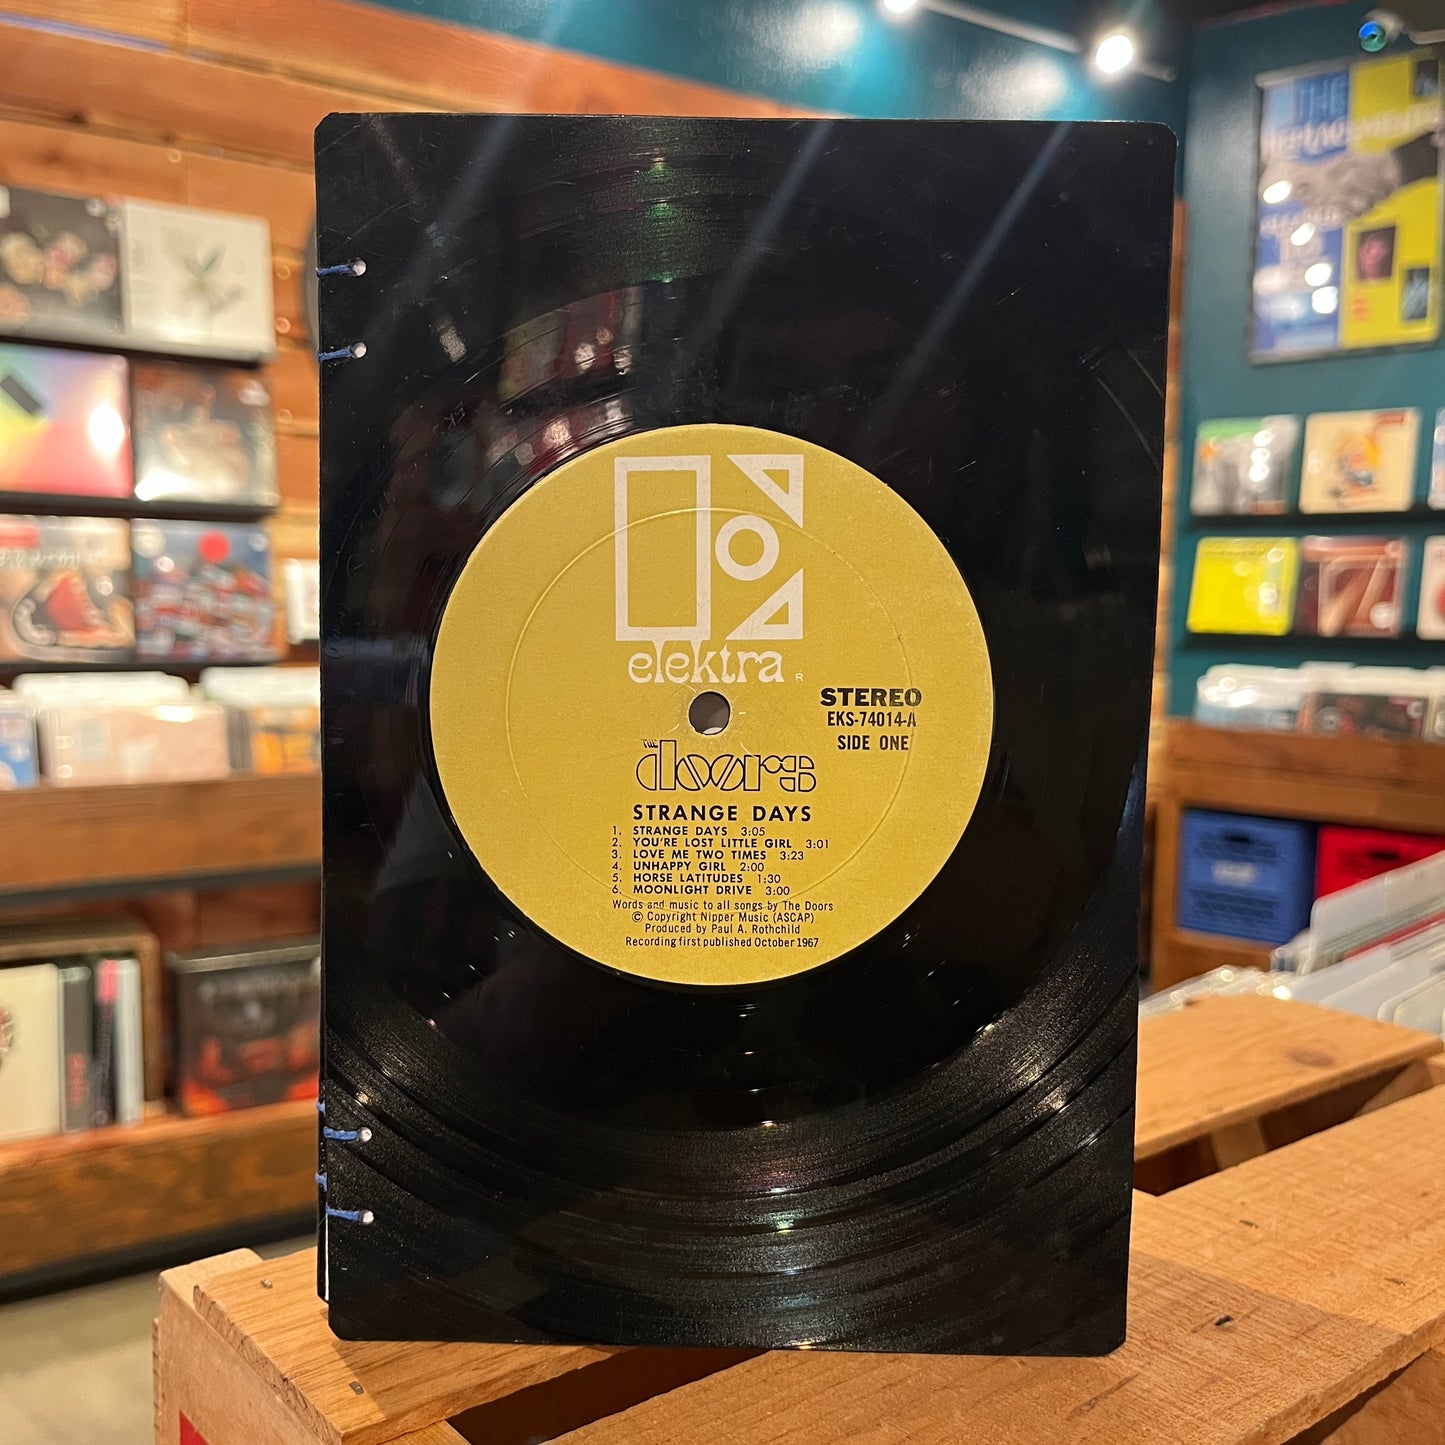 THE
Replacements
elektra
R
STEREO
EKS-74014-A
SIDE ONE
THE
doors
STRANGE DAYS
1. STRANGE DAYS 3:05
2. YOU'RE LOST LITTLE GIRL 3:01
3. LOVE ME TWO TIMES 3:23
4. UNHAPPY GIRL 2:00
5. HORSE LATITUDES 1:30
6. MOONLIGHT DRIVE 3:00
Words and music to all songs by The Doors
© Copyright Nipper Music (ASCAP)
Produced by Paul A. Rothchild
Recording first published October 1967